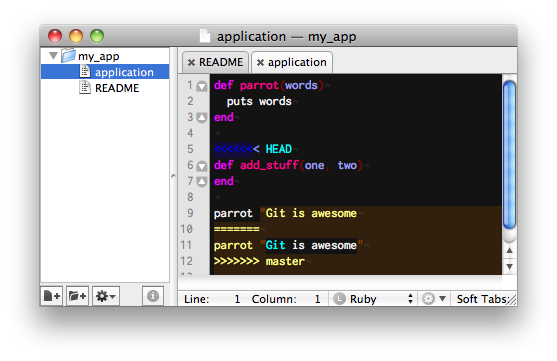 application — my_app
my_app
application
README
README
application
1 def parrot(words)¬
2 puts words¬
3 end¬
4 ¬
5 <<<<<<< HEAD¬
6 def add_stuff(one, two)¬
7 end¬
8 ¬
9 parrot "Git is awesome
10 =======
11 parrot "Git is awesome"¬
12 >>>>>>> master
Line: 1 Column: 1 L Ruby Soft Tabs: